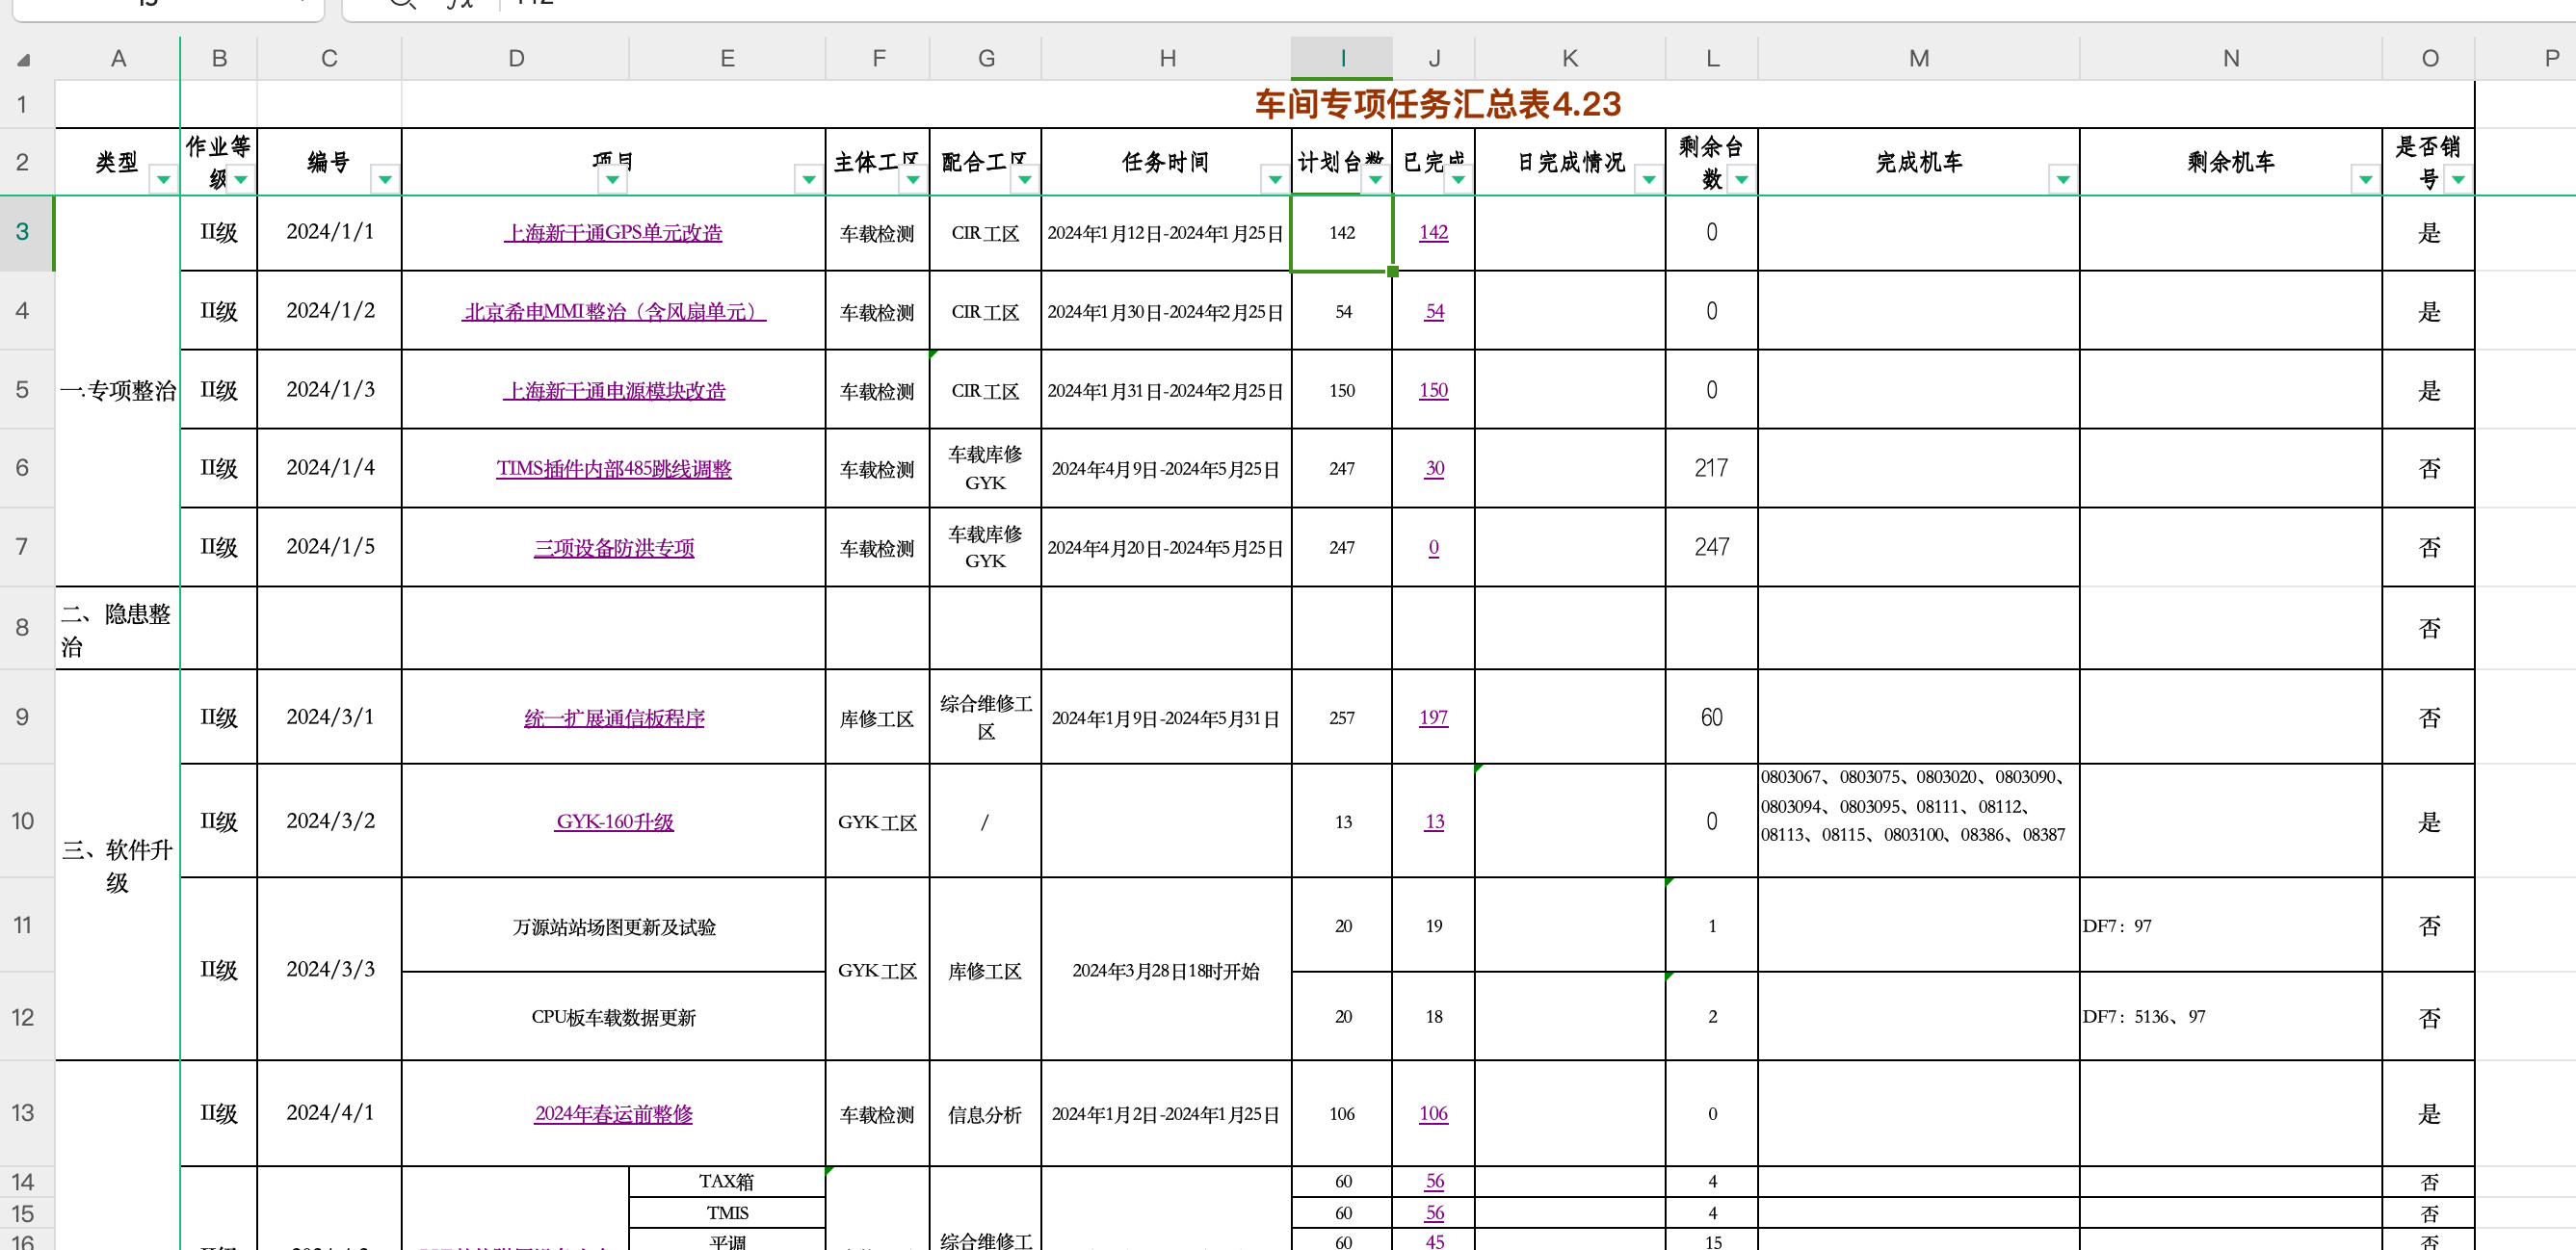 A B C D E F G H I J K L M N O P
1 车间专项任务汇总表4.23
2 类型 作业等级 编号 项目 主体工区 配合工区 任务时间 计划台数 已完成 日完成情况 剩余台数 完成机车 剩余机车 是否销号
一.专项整治
3 II级 2024/1/1 上海新干通GPS单元改造 车载检测 CIR工区 2024年1月12日-2024年1月25日 142 142 0 是
4 II级 2024/1/2 北京希电MMI整治（含风扇单元） 车载检测 CIR工区 2024年1月30日-2024年2月25日 54 54 0 是
5 II级 2024/1/3 上海新干通电源模块改造 车载检测 CIR工区 2024年1月31日-2024年2月25日 150 150 0 是
6 II级 2024/1/4 TIMS插件内部485跳线调整 车载检测 车载库修 GYK 2024年4月9日-2024年5月25日 247 30 217 否
7 II级 2024/1/5 三项设备防洪专项 车载检测 车载库修 GYK 2024年4月20日-2024年5月25日 247 0 247 否
8 二、隐患整治 否
三、软件升级
9 II级 2024/3/1 统一扩展通信板程序 库修工区 综合维修工区 2024年1月9日-2024年5月31日 257 197 60 否
10 II级 2024/3/2 GYK-160升级 GYK工区 / 13 13 0 0803067、0803075、0803020、0803090、
0803094、0803095、08111、08112、
08113、08115、0803100、08386、08387 是
11 万源站站场图更新及试验 20 19 1 DF7：97 否
II级 2024/3/3 GYK工区 库修工区 2024年3月28日18时开始
12 CPU板车载数据更新 20 18 2 DF7：5136、97 否
13 II级 2024/4/1 2024年春运前整修 车载检测 信息分析 2024年1月2日-2024年1月25日 106 106 0 是
14 TAX箱 60 56 4 否
15 TMIS 60 56 4 否
16 平调 综合维修工 60 45 15 否